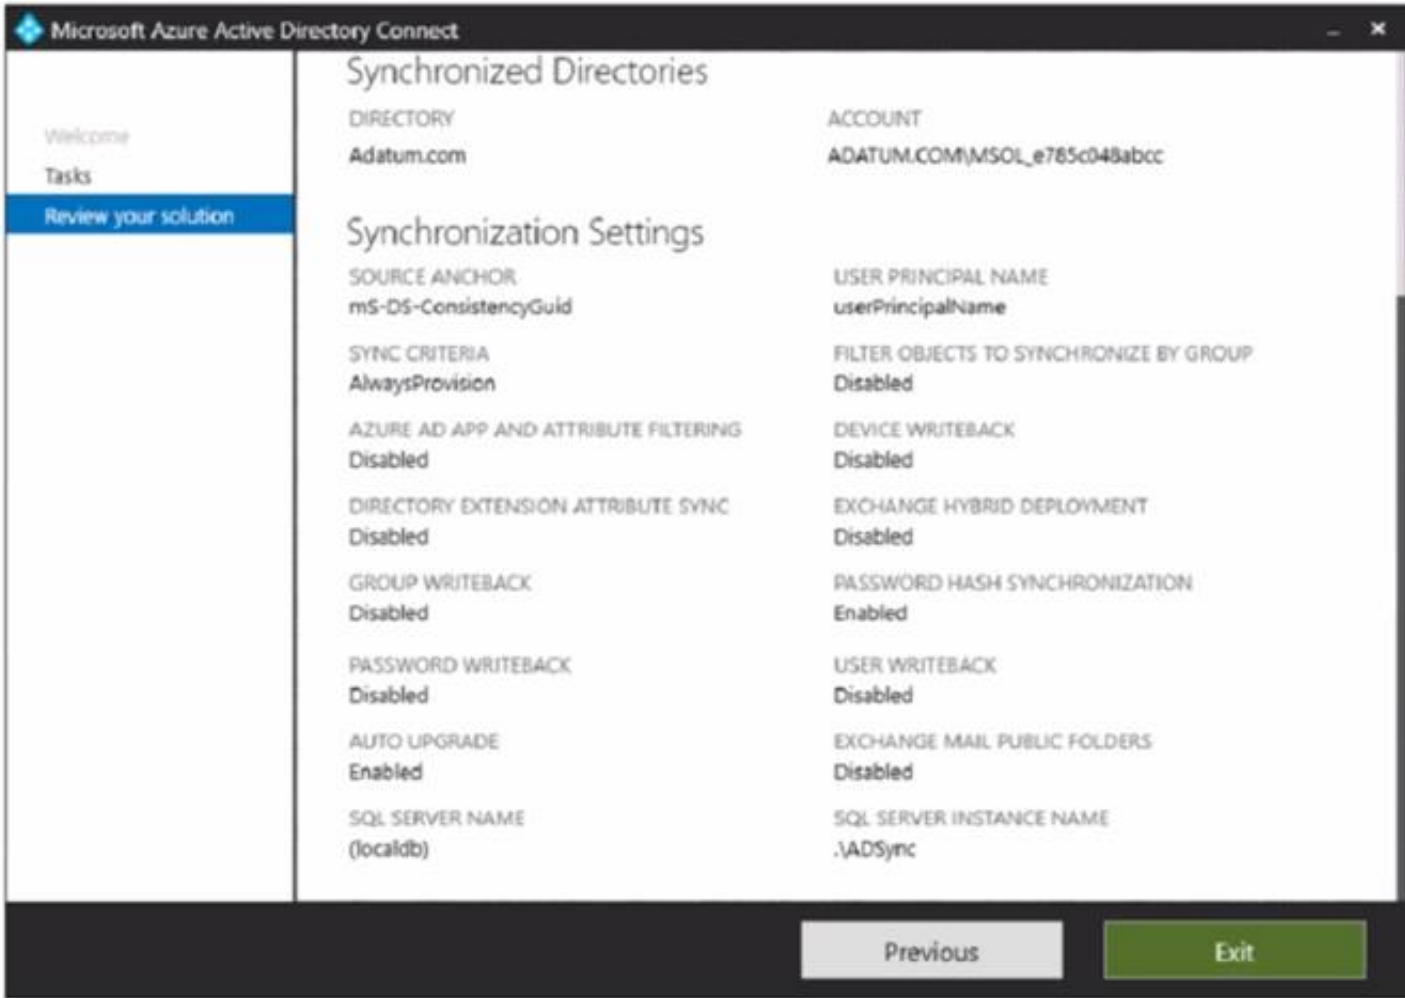 Microsoft Azure Active Directory Connect
Welcome
Tasks
Review your solution
Synchronized Directories
DIRECTORY ACCOUNT
Adatum.com ADATUM.COM\MSOL_e785c048abcc
Synchronization Settings
SOURCE ANCHOR USER PRINCIPAL NAME
mS-DS-ConsistencyGuid userPrincipalName
SYNC CRITERIA FILTER OBJECTS TO SYNCHRONIZE BY GROUP
AlwaysProvision Disabled
AZURE AD APP AND ATTRIBUTE FILTERING DEVICE WRITEBACK
Disabled Disabled
DIRECTORY EXTENSION ATTRIBUTE SYNC EXCHANGE HYBRID DEPLOYMENT
Disabled Disabled
GROUP WRITEBACK PASSWORD HASH SYNCHRONIZATION
Disabled Enabled
PASSWORD WRITEBACK USER WRITEBACK
Disabled Disabled
AUTO UPGRADE EXCHANGE MAIL PUBLIC FOLDERS
Enabled Disabled
SQL SERVER NAME SQL SERVER INSTANCE NAME
(localdb) .\ADSync
Previous Exit